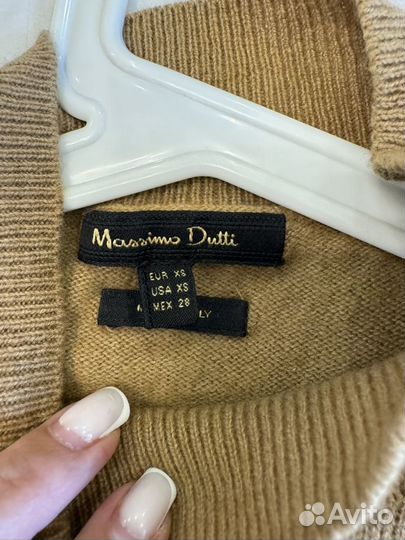 Massimo Dutti
EUR XS
USA XS
MEX 28
Avito